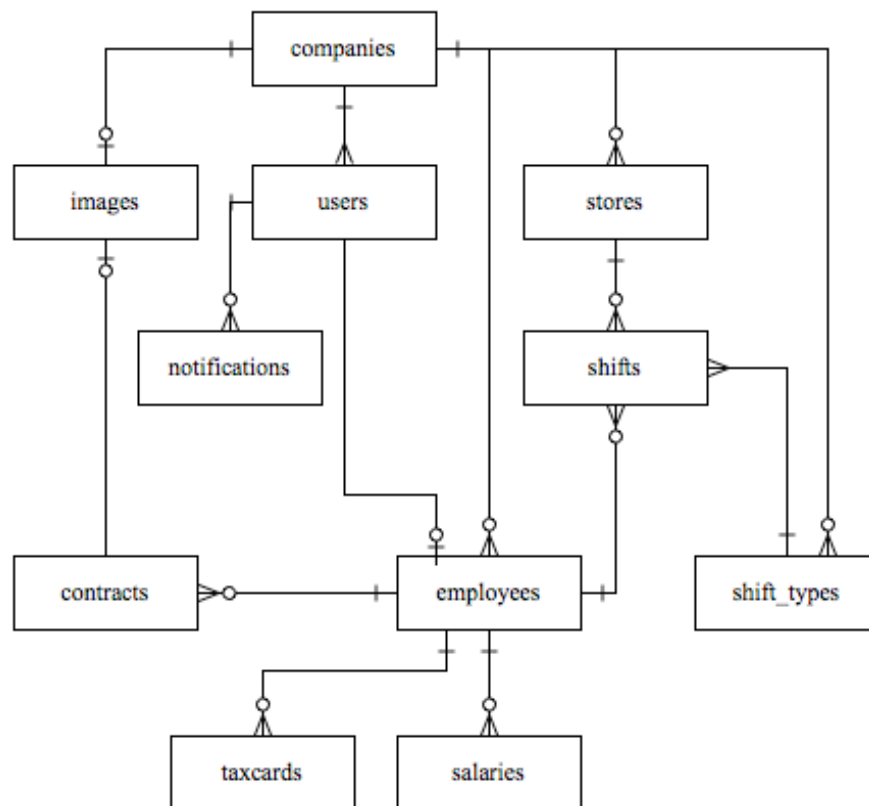 companies
images
users
stores
notifications
shifts
contracts
employees
shift_types
taxcards
salaries